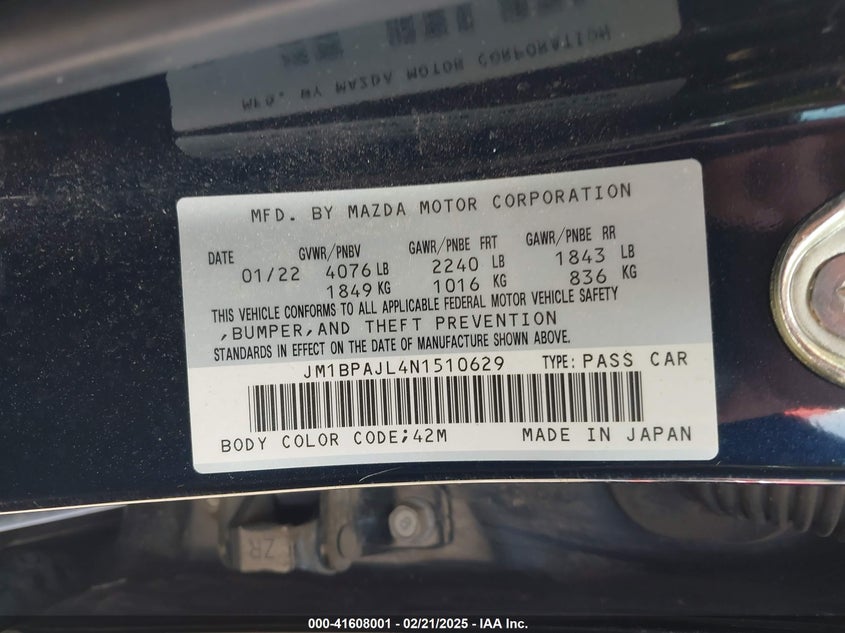 MFD. BY MAZDA MOTOR CORPORATION
DATE GVWR/PNBV GAWR/PNBE FRT GAWR/PNBE RR
01/22 4076 LB 2240 LB 1843 LB
1849 KG 1016 KG 836 KG
THIS VEHICLE CONFORMS TO ALL APPLICABLE FEDERAL MOTOR VEHICLE SAFETY
,BUMPER,AND THEFT PREVENTION
STANDARDS IN EFFECT ON THE DATE OF MANUFACTURE SHOWN ABOVE.
JM1BPAJL4N1510629 TYPE: PASS CAR
BODY COLOR CODE;42M MADE IN JAPAN
ZR
000-41608001 - 02/21/2025 - IAA Inc.